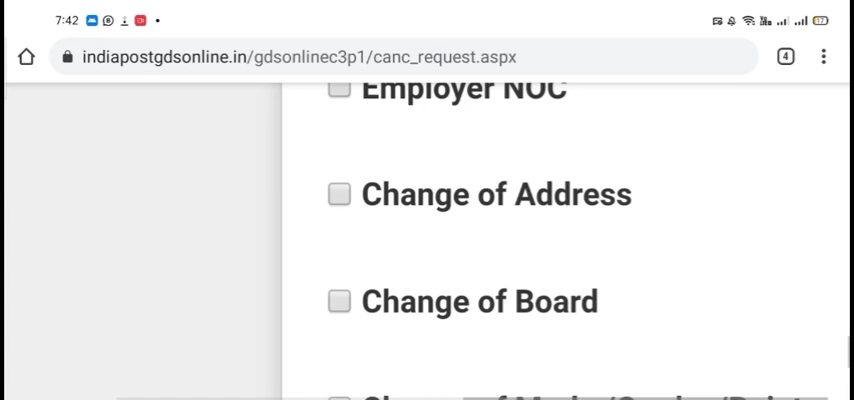 7:42
indiapostgdsonline.in/gdsonlinec3p1/canc_request.aspx
4
Employer NOC
Change of Address
Change of Board